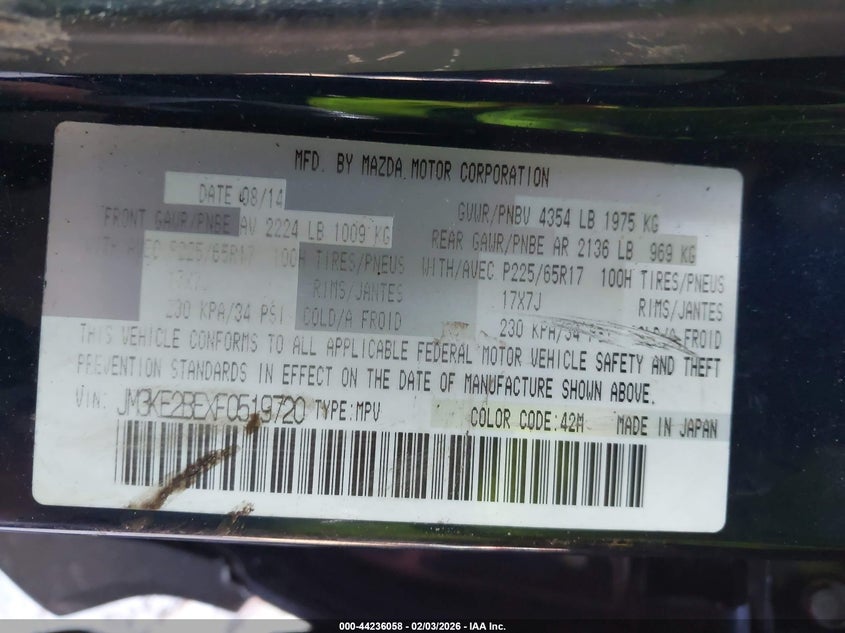 MFD. BY MAZDA MOTOR CORPORATION
DATE 08/14
GVWR/PNBV 4354 LB 1975 KG
FRONT GAWR/PNBE AV 2224 LB 1009 KG
REAR GAWR/PNBE AR 2136 LB 969 KG
WITH/AVEC P225/65R17 100H TIRES/PNEUS
WITH/AVEC P225/65R17 100H TIRES/PNEUS
17X7J RIMS/JANTES
17X7J RIMS/JANTES
230 KPA/34 PSI COLD/A FROID
230 KPA/34 PSI COLD/A FROID
THIS VEHICLE CONFORMS TO ALL APPLICABLE FEDERAL MOTOR VEHICLE SAFETY AND THEFT
PREVENTION STANDARDS IN EFFECT ON THE DATE OF MANUFACTURE SHOWN ABOVE.
VIN: JM3KE2BEXF0519720 TYPE:MPV COLOR CODE:42M MADE IN JAPAN
000-44236058 - 02/03/2026 - IAA Inc.